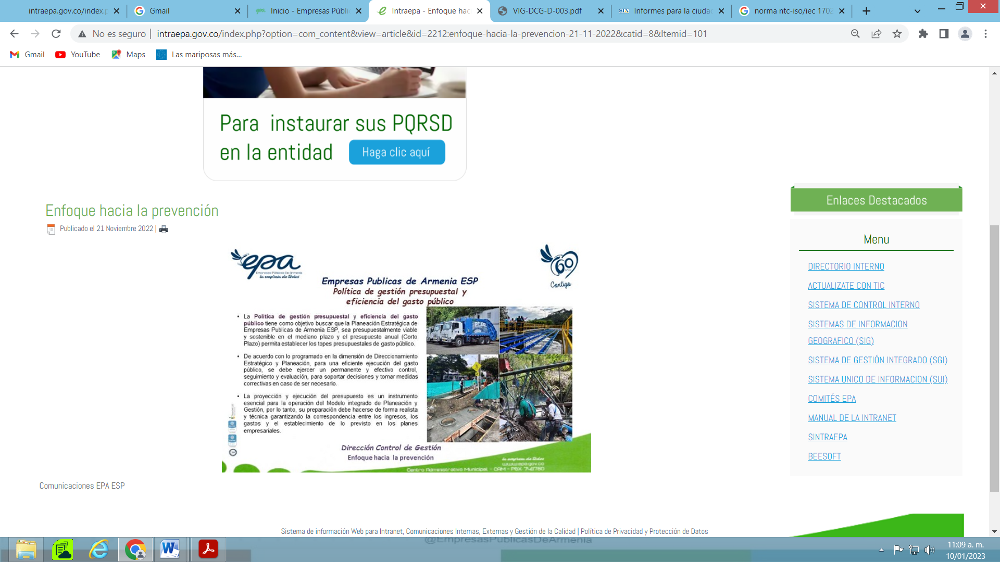 intraepa.gov.co/index.p
Gmail
Inicio - Empresas Públi
Intraepa - Enfoque hac
VIG-DCG-D-003.pdf
Informes para la ciuda
norma ntc-iso/iec 1702
No es seguro
intraepa.gov.co/index.php?option=com_content&view=article&id=2212:enfoque-hacia-la-prevencion-21-11-2022&catid=8&Itemid=101
Gmail
YouTube
Maps
Las mariposas más...
Para instaurar sus PQRSD
en la entidad
Haga clic aquí
Enfoque hacia la prevención
Publicado el 21 Noviembre 2022 |
epa
Empresas Públicas De Armenia
la empresa de todos
60
Años
Contigo
Empresas Publicas de Armenia ESP
Política de gestión presupuestal y
eficiencia del gasto público
• La Política de gestión presupuestal y eficiencia del gasto
público tiene como objetivo buscar que la Planeación Estratégica de
Empresas Publicas de Armenia ESP, sea presupuestalmente viable
y sostenible en el mediano plazo y el presupuesto anual (Corto
Plazo) permita establecer los topes presupuestales de gasto público.
• De acuerdo con lo programado en la dimensión de Direccionamiento
Estratégico y Planeación, para una eficiente ejecución del gasto
público, se debe ejercer un permanente y efectivo control,
seguimiento y evaluación, para soportar decisiones y tomar medidas
correctivas en caso de ser necesario.
• La proyección y ejecución del presupuesto es un instrumento
esencial para la operación del Modelo integrado de Planeación y
Gestión, por lo tanto, su preparación debe hacerse de forma realista
y técnica garantizando la correspondencia entre los ingresos, los
gastos y el establecimiento de lo previsto en los planes
empresariales.
Dirección Control de Gestión
Enfoque hacia la prevención
la empresa de todos
www.epa.gov.co
Centro Administrativo Municipal - CAM - PBX 7411780
Comunicaciones EPA ESP
Enlaces Destacados
Menu
DIRECTORIO INTERNO
ACTUALIZATE CON TIC
SISTEMA DE CONTROL INTERNO
SISTEMAS DE INFORMACION
GEOGRAFICO (SIG)
SISTEMA DE GESTIÓN INTEGRADO (SGI)
SISTEMA UNICO DE INFORMACION (SUI)
COMITÉS EPA
MANUAL DE LA INTRANET
SINTRAEPA
BEESOFT
Sistema de información Web para Intranet, Comunicaciones Internas, Externas y Gestión de la Calidad | Política de Privacidad y Protección de Datos
@EmpresasPublicasDeArmenia
11:09 a. m.
10/01/2023